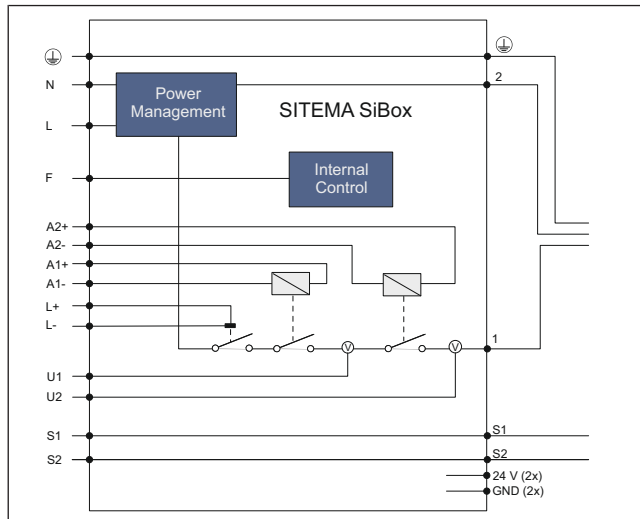 N
Power
Management
2
SITEMA SiBox
L
F
Internal
Control
A2+
A2-
A1+
A1-
L+
L-
V
V
1
U1
U2
S1
S1
S2
S2
24 V (2x)
GND (2x)